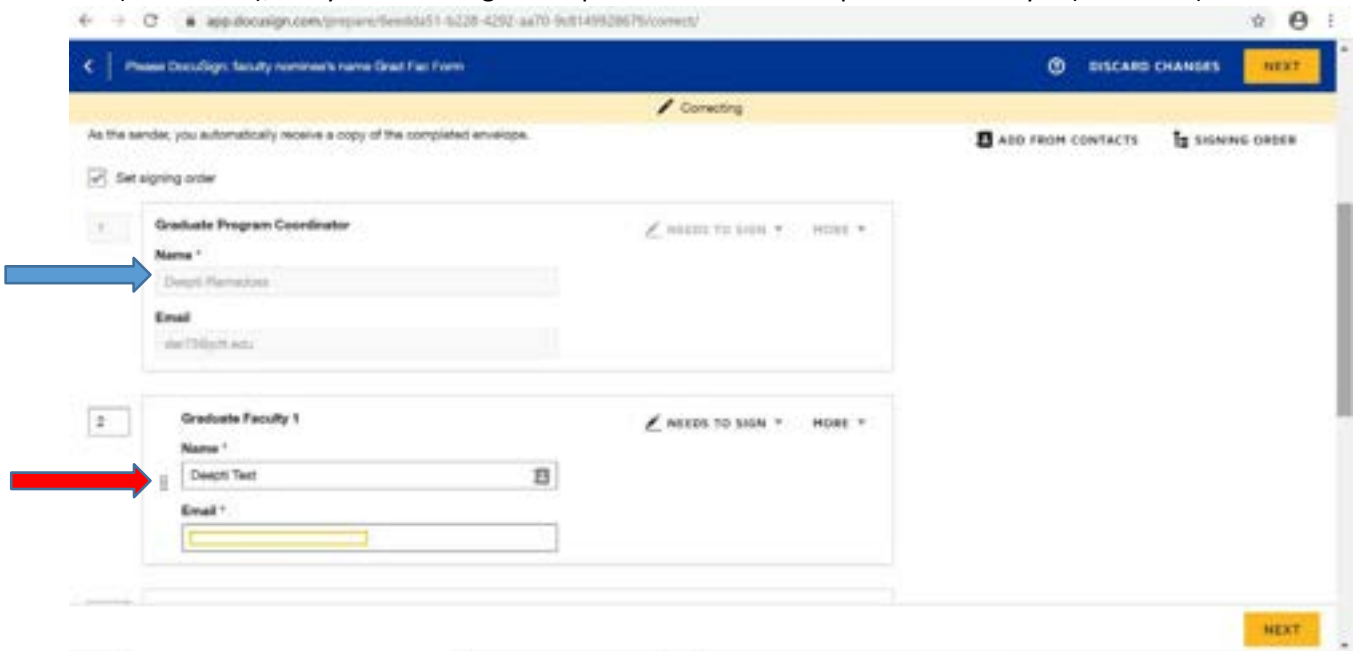 app.docusign.com/prepare/
Please DocuSign: faculty nominee's name Grad Fac Form
DISCARD CHANGES
NEXT
Correcting
As the sender, you automatically receive a copy of the completed envelope.
ADD FROM CONTACTS
SIGNING ORDER
Set signing order
1
Graduate Program Coordinator
NEEDS TO SIGN
MORE
Name *
Deepti Ramadoss
Email
2
Graduate Faculty 1
NEEDS TO SIGN
MORE
Name *
Deepti Test
Email *
NEXT